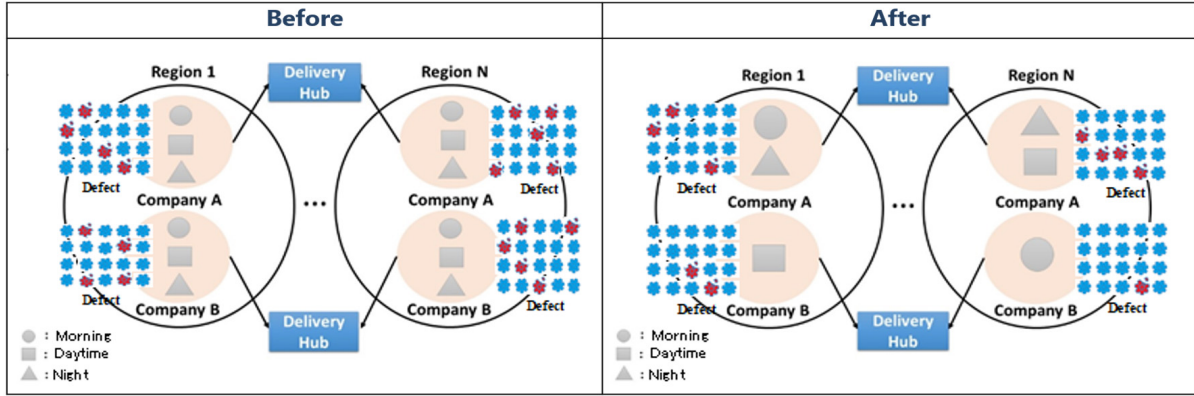 Before
Region 1
Delivery
Hub
Region N
Defect
Defect
Company A
...
Company A
Defect
Defect
Company B
Delivery
Hub
Company B
: Morning
: Daytime
: Night
After
Region 1
Delivery
Hub
Region N
Defect
Defect
Company A
...
Company A
Defect
Defect
Company B
Delivery
Hub
Company B
: Morning
: Daytime
: Night